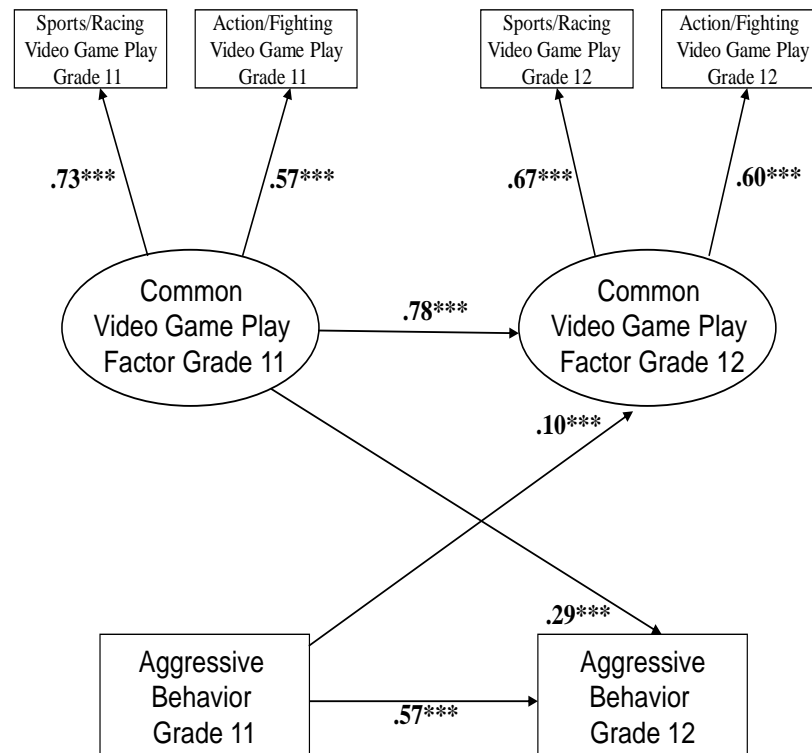 Sports/Racing
Video Game Play
Grade 11
Action/Fighting
Video Game Play
Grade 11
Sports/Racing
Video Game Play
Grade 12
Action/Fighting
Video Game Play
Grade 12
.73***
.57***
.67***
.60***
Common
Video Game Play
Factor Grade 11
.78***
Common
Video Game Play
Factor Grade 12
.10***
.29***
Aggressive
Behavior
Grade 11
.57***
Aggressive
Behavior
Grade 12